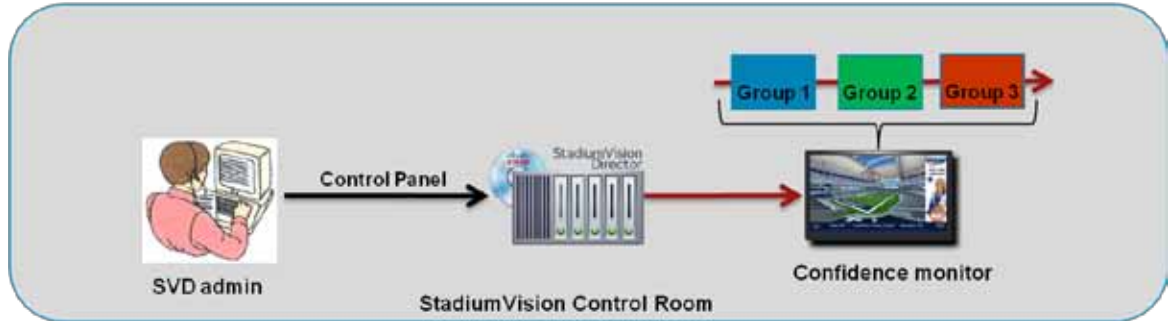 Group 1
Group 2
Group 3
StadiumVision
Director
Control Panel
SVD admin
Confidence monitor
StadiumVision Control Room